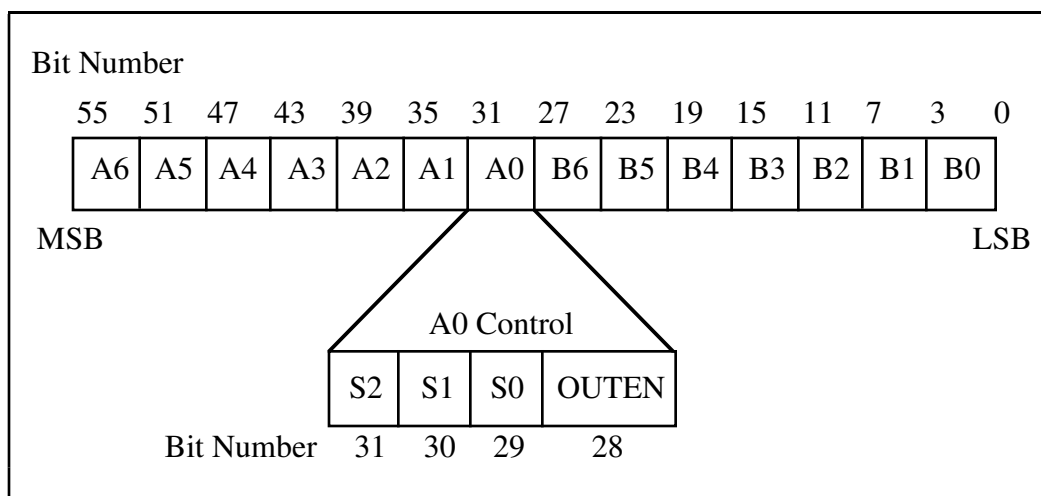 Bit Number
55 51 47 43 39 35 31 27 23 19 15 11 7 3 0
A6 A5 A4 A3 A2 A1 A0 B6 B5 B4 B3 B2 B1 B0
MSB LSB
A0 Control
S2 S1 S0 OUTEN
Bit Number 31 30 29 28